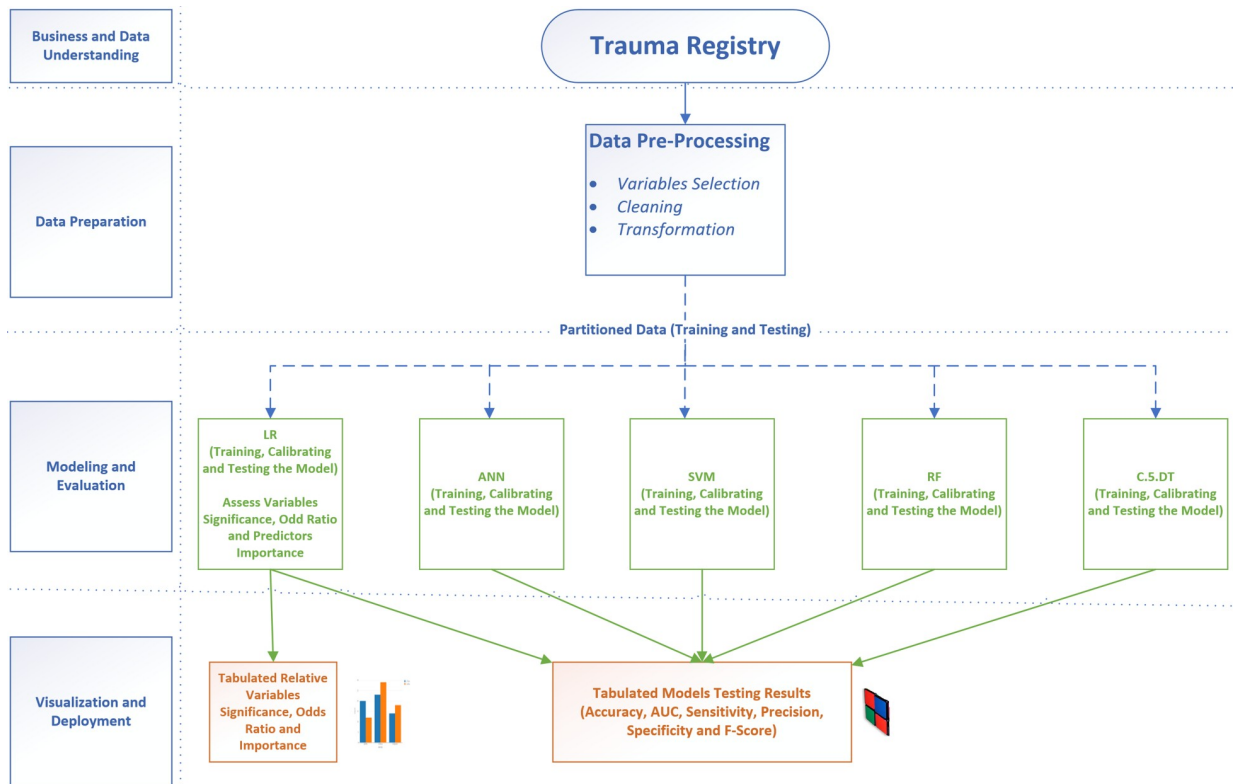 Business and Data
Understanding
Trauma Registry
Data Preparation
Data Pre-Processing
• Variables Selection
• Cleaning
• Transformation
Partitioned Data (Training and Testing)
Modeling and
Evaluation
LR
(Training, Calibrating
and Testing the Model)
Assess Variables
Significance, Odd Ratio
and Predictors
Importance
ANN
(Training, Calibrating
and Testing the Model)
SVM
(Training, Calibrating
and Testing the Model)
RF
(Training, Calibrating
and Testing the Model)
C.5.DT
(Training, Calibrating
and Testing the Model)
Visualization and
Deployment
Tabulated Relative
Variables
Significance, Odds
Ratio and
Importance
Tabulated Models Testing Results
(Accuracy, AUC, Sensitivity, Precision,
Specificity and F-Score)